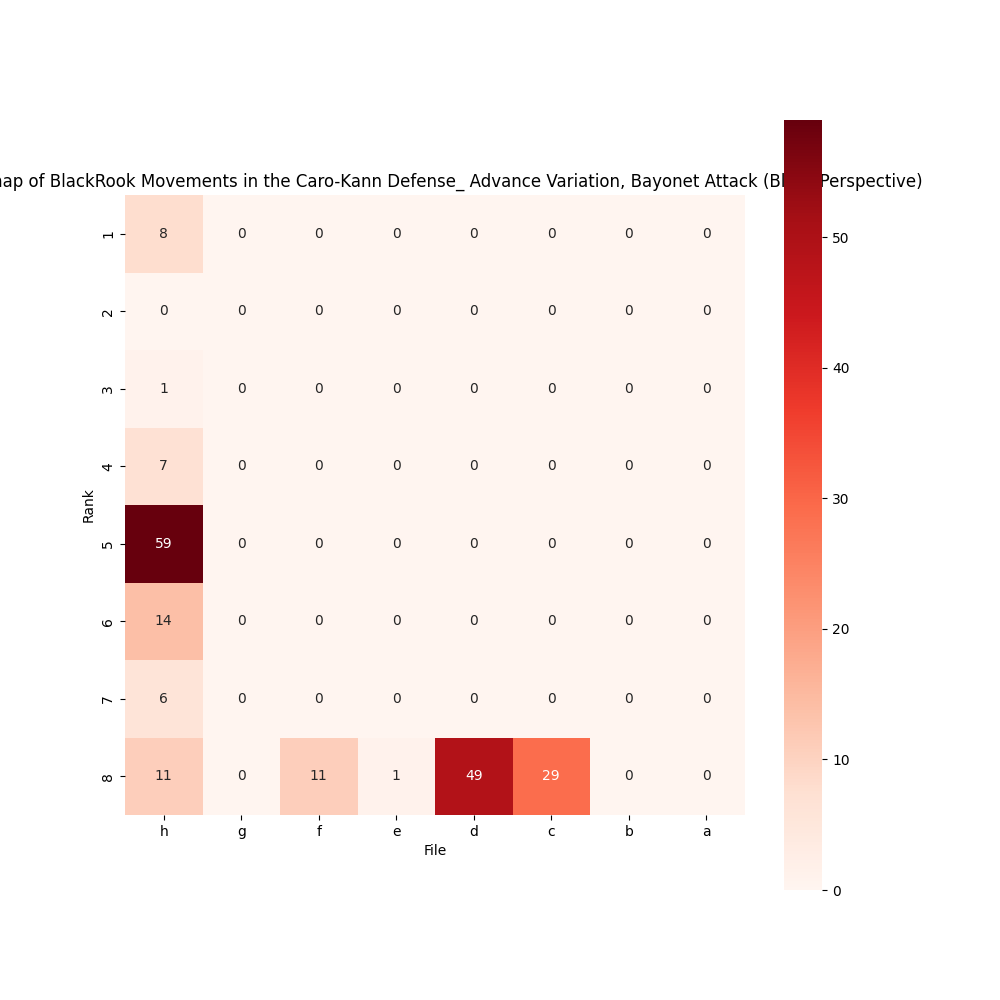 of BlackRook Movements in the Caro-Kann Defense_ Advance Variation, Bayonet Attack Perspective)
Rank
1 8 0 0 0 0 0 0 0
2 0 0 0 0 0 0 0 0
3 1 0 0 0 0 0 0 0
4 7 0 0 0 0 0 0 0
5 59 0 0 0 0 0 0 0
6 14 0 0 0 0 0 0 0
7 6 0 0 0 0 0 0 0
8 11 0 11 1 49 29 0 0
h g f e d c b a
File
50
40
30
20
10
0